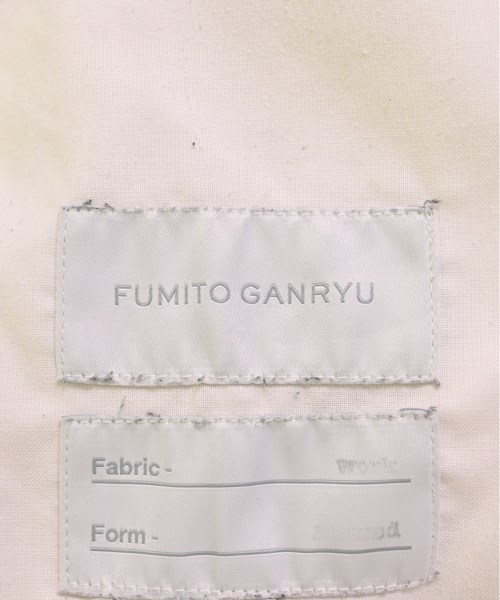 FUMITO GANRYU
Fabric -
Form -